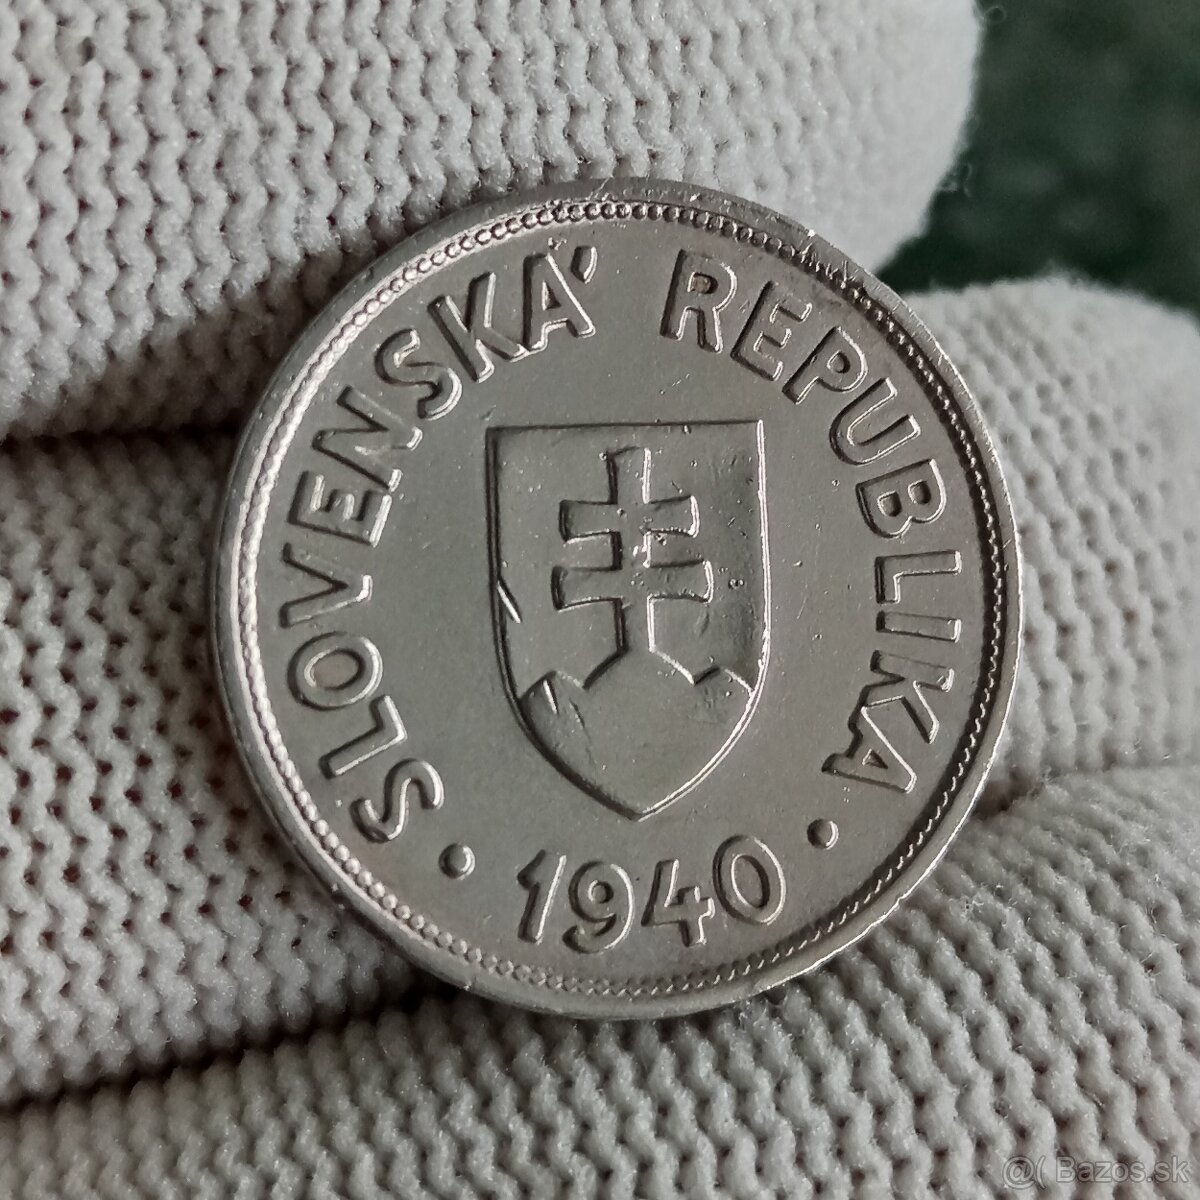 SLOVENSKÁ REPUBLIKA
• 1940 •
@( Bazos.sk